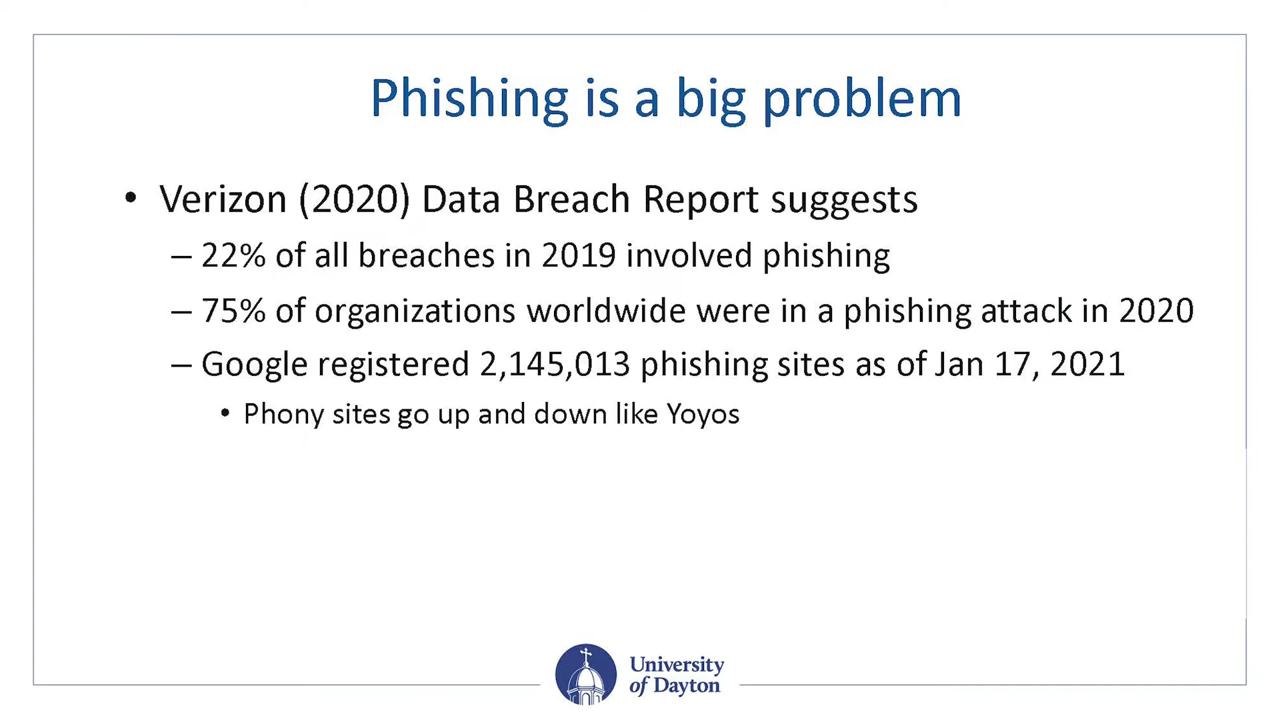 Phishing is a big problem
• Verizon (2020) Data Breach Report suggests
– 22% of all breaches in 2019 involved phishing
– 75% of organizations worldwide were in a phishing attack in 2020
– Google registered 2,145,013 phishing sites as of Jan 17, 2021
• Phony sites go up and down like Yoyos
University
of Dayton